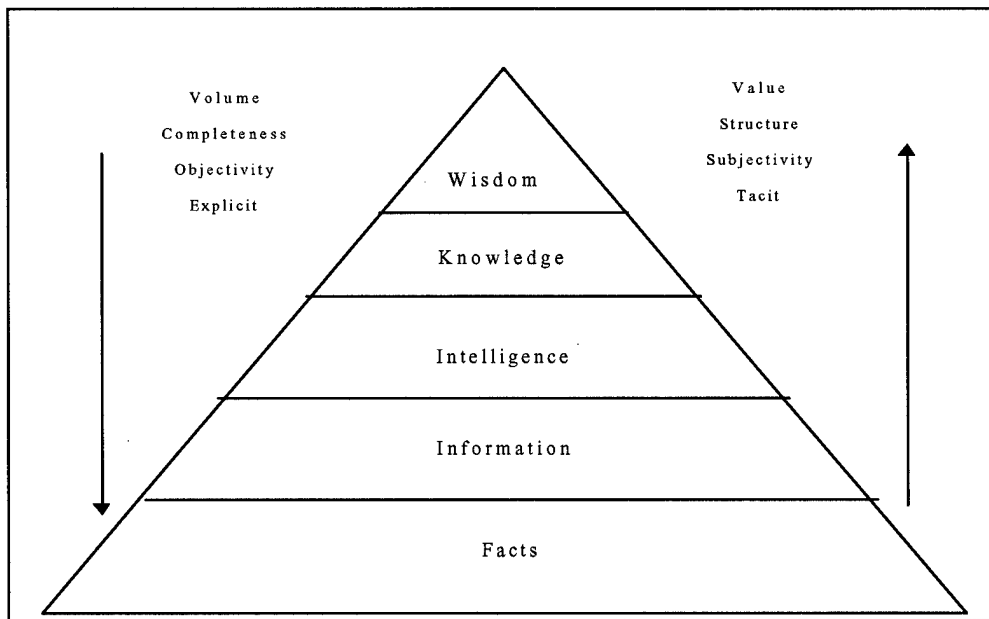 Volume
Completeness
Objectivity
Explicit
Value
Structure
Subjectivity
Tacit
Wisdom
Knowledge
Intelligence
Information
Facts